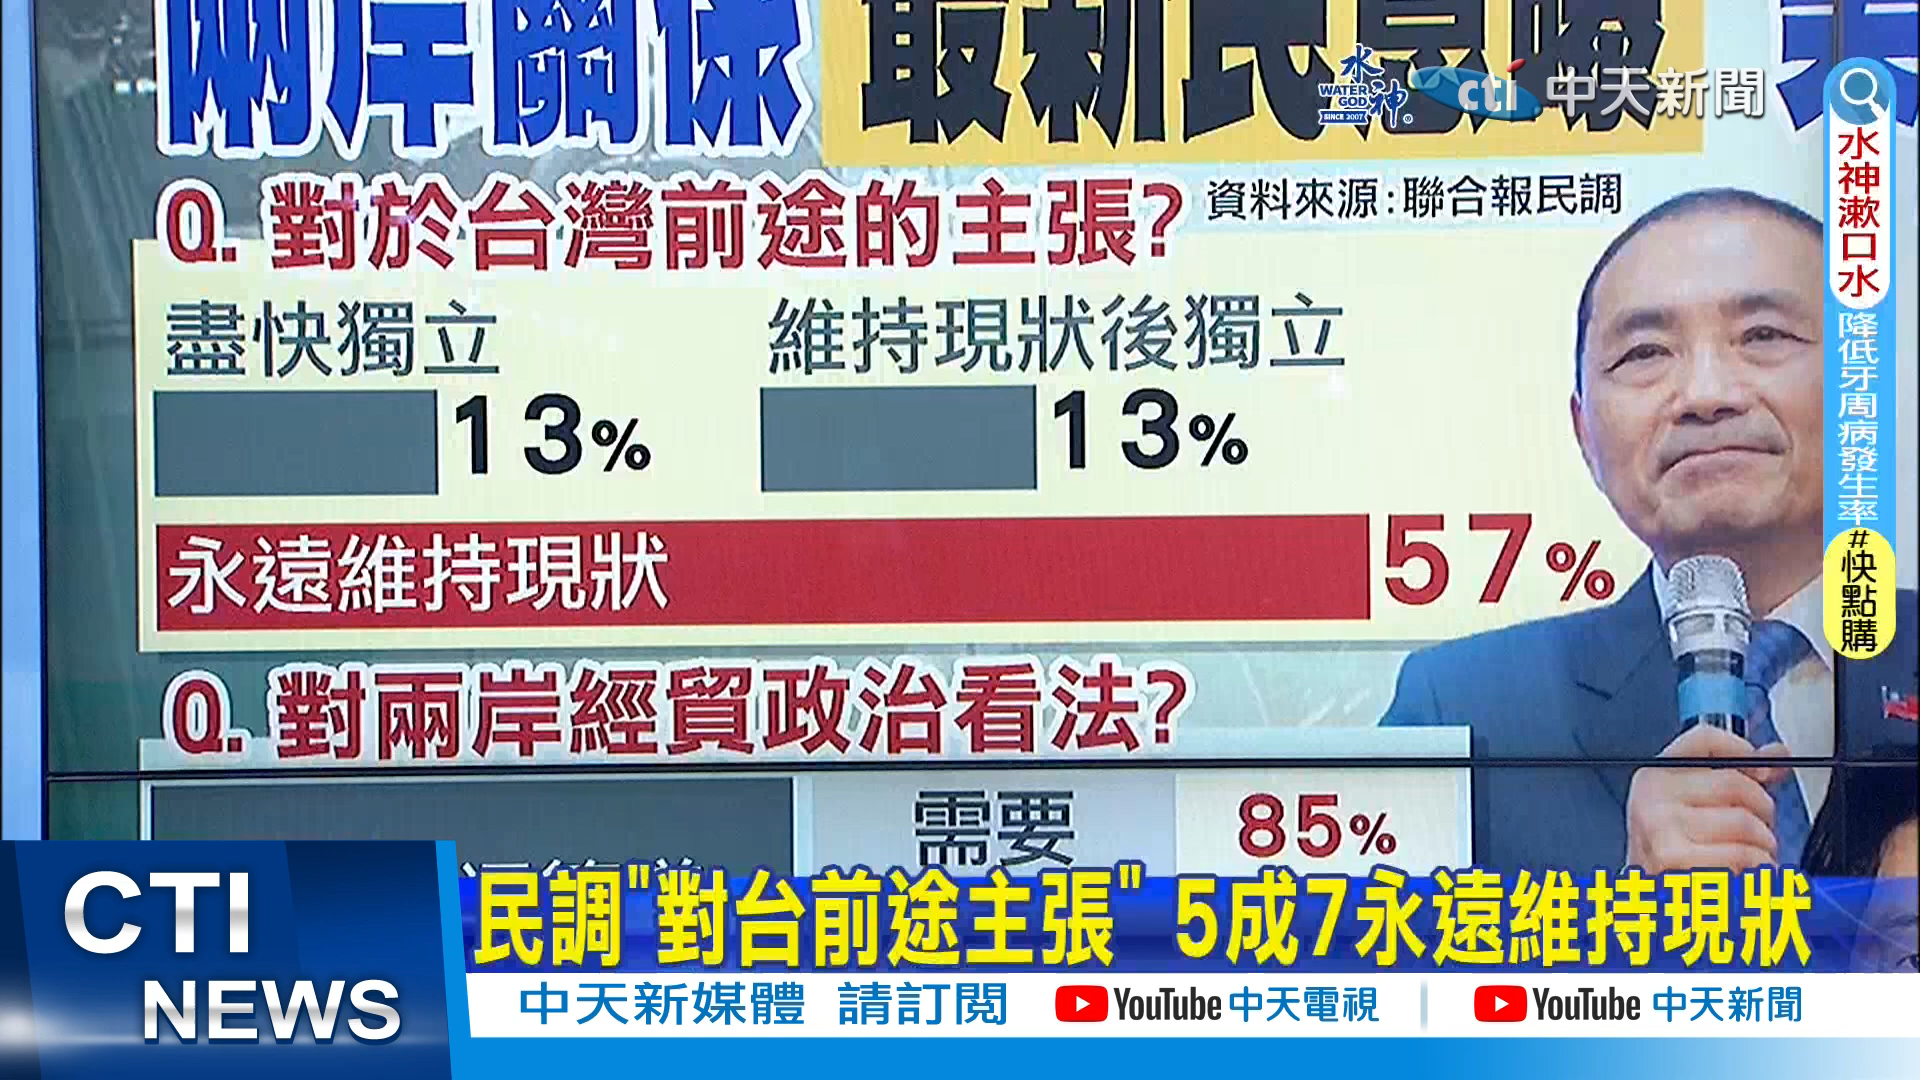 兩岸關係 最新民意曝
水神
WATER GOD
SINCE 2007
cti 中天新聞
Q. 對於台灣前途的主張?
資料來源:聯合報民調
盡快獨立
13%
維持現狀後獨立
13%
永遠維持現狀
57%
Q. 對兩岸經貿政治看法?
需要
85%
水神漱口水
降低牙周病發生率
#快點購
CTI NEWS
民調"對台前途主張" 5成7永遠維持現狀
中天新媒體 請訂閱 YouTube 中天電視 | YouTube 中天新聞